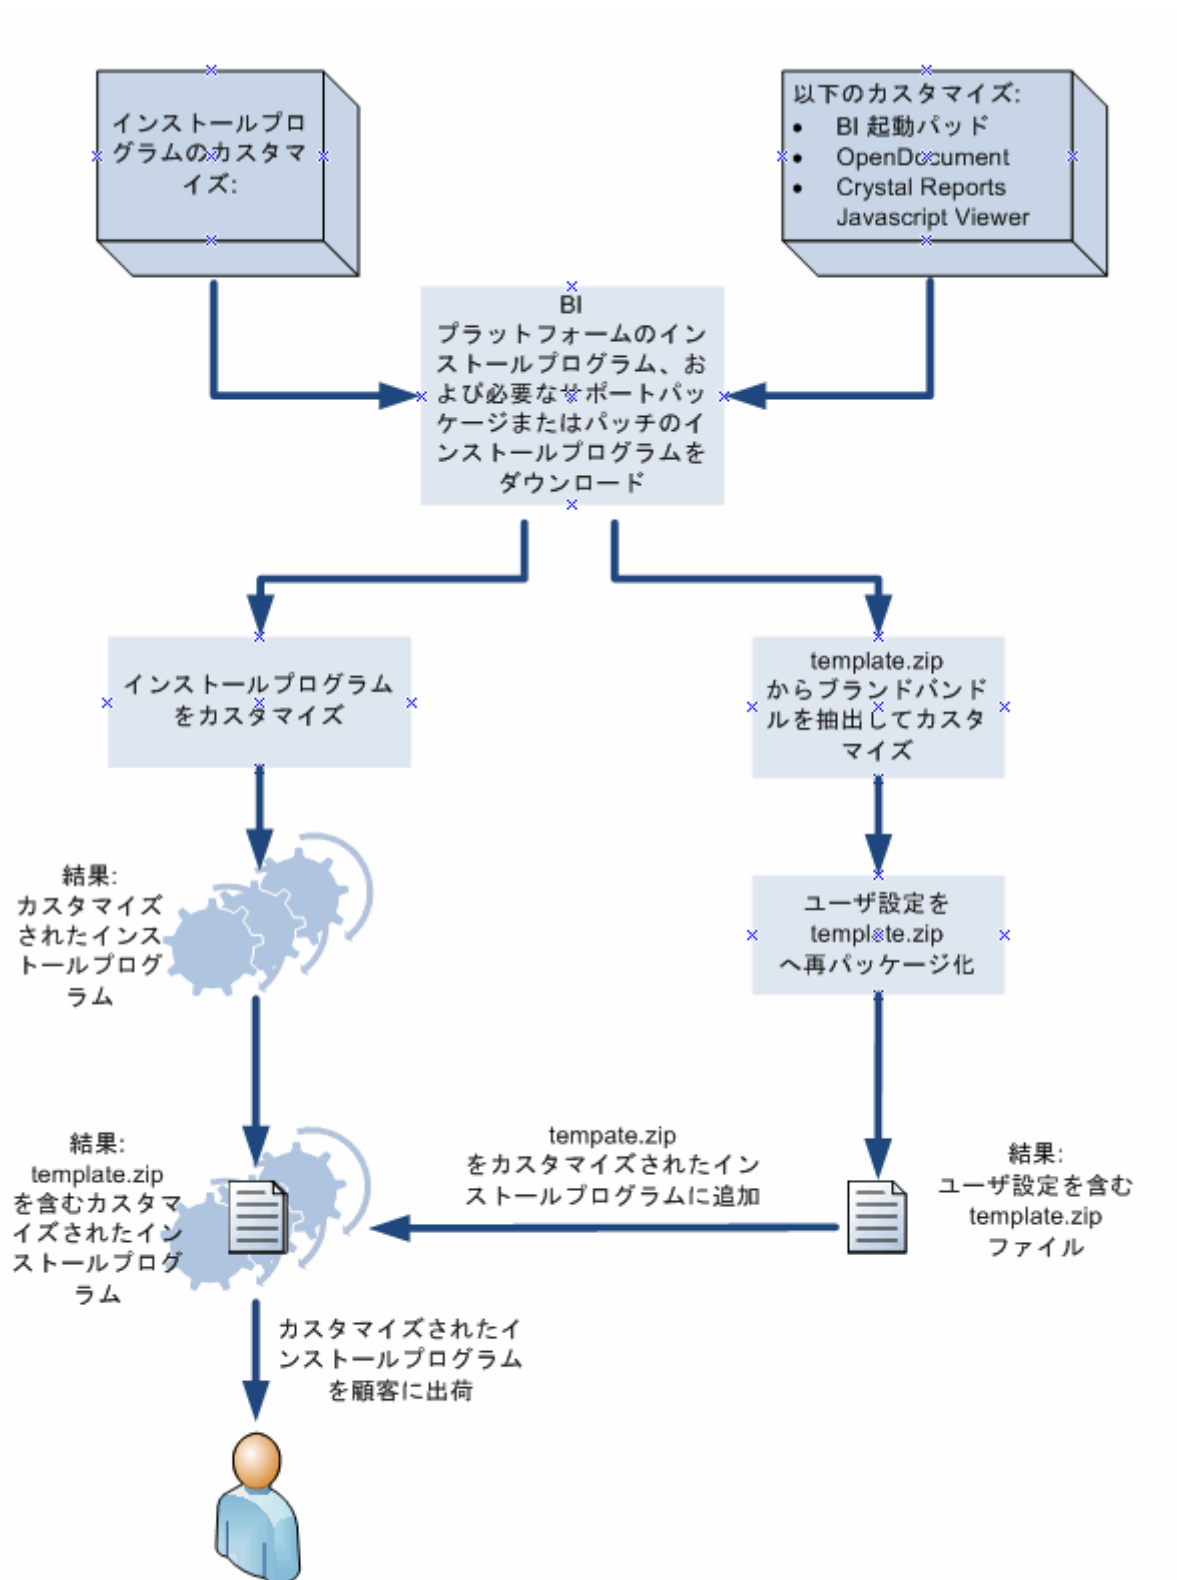 インストールプロ
グラムのカスタマ
イズ:
以下のカスタマイズ:
• BI 起動パッド
• OpenDocument
• Crystal Reports
Javascript Viewer
BI
プラットフォームのイン
ストールプログラム、お
よび必要なサポートパッ
ケージまたはパッチのイ
ンストールプログラムを
ダウンロード
インストールプログラム
をカスタマイズ
template.zip
からブランドバンド
ルを抽出してカスタ
マイズ
結果:
カスタマイズ
されたインス
トールプログ
ラム
ユーザ設定を
template.zip
へ再パッケージ化
結果:
template.zip
を含むカスタマ
イズされたイン
ストールプログ
ラム
tempate.zip
をカスタマイズされたイン
ストールプログラムに追加
結果:
ユーザ設定を含む
template.zip
ファイル
カスタマイズされたイ
ンストールプログラム
を顧客に出荷